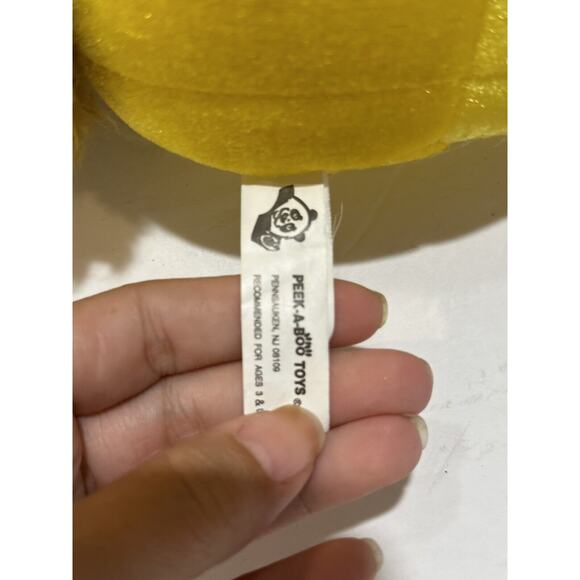 PEEK-A-BOO TOYS ®
PENNSAUKEN, NJ 08109
RECOMMENDED FOR AGES 3 &